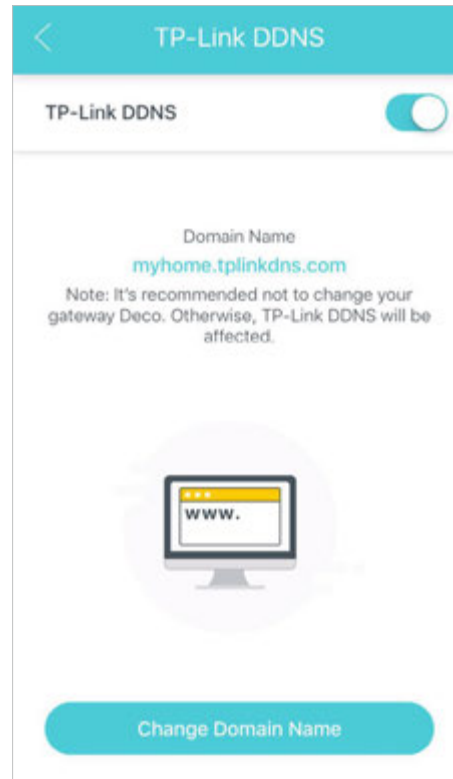 TP-Link DDNS
TP-Link DDNS
Domain Name
myhome.tplinkdns.com
Note: It's recommended not to change your
gateway Deco. Otherwise, TP-Link DDNS will be
affected.
www.
Change Domain Name